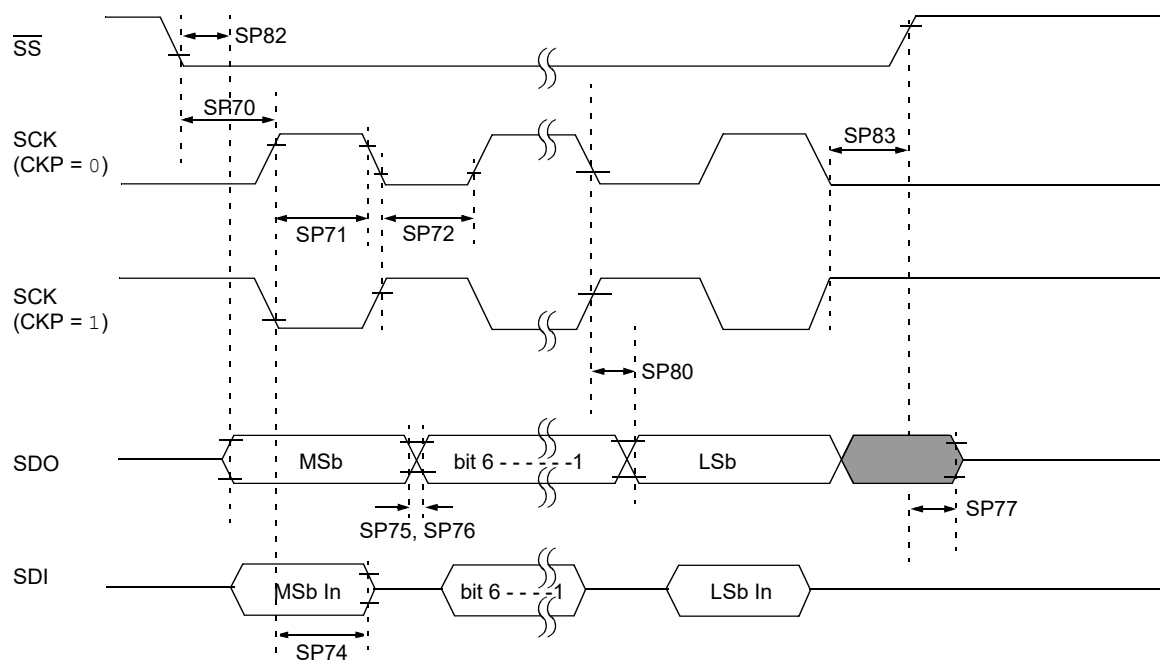 SS
SP82
SP70
SCK
(CKP = 0)
SP83
SP71
SP72
SCK
(CKP = 1)
SP80
SDO
MSb
bit 6 - - - - - -1
LSb
SP75, SP76
SP77
SDI
MSb In
bit 6 - - - - -1
LSb In
SP74